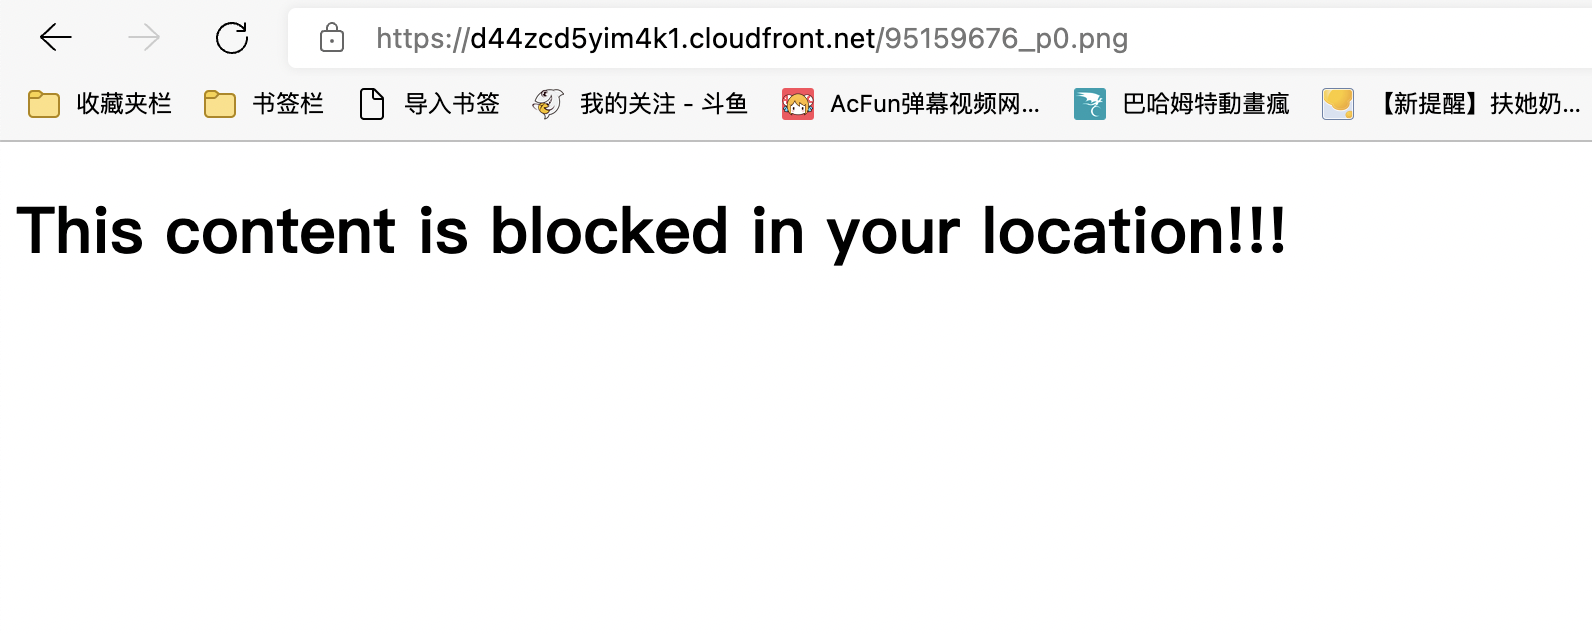 https://d44zcd5yim4k1.cloudfront.net/95159676_p0.png
收藏夹栏 书签栏 导入书签 我的关注 - 斗鱼 AcFun弹幕视频网... 巴哈姆特動畫瘋 【新提醒】扶她奶...
This content is blocked in your location!!!